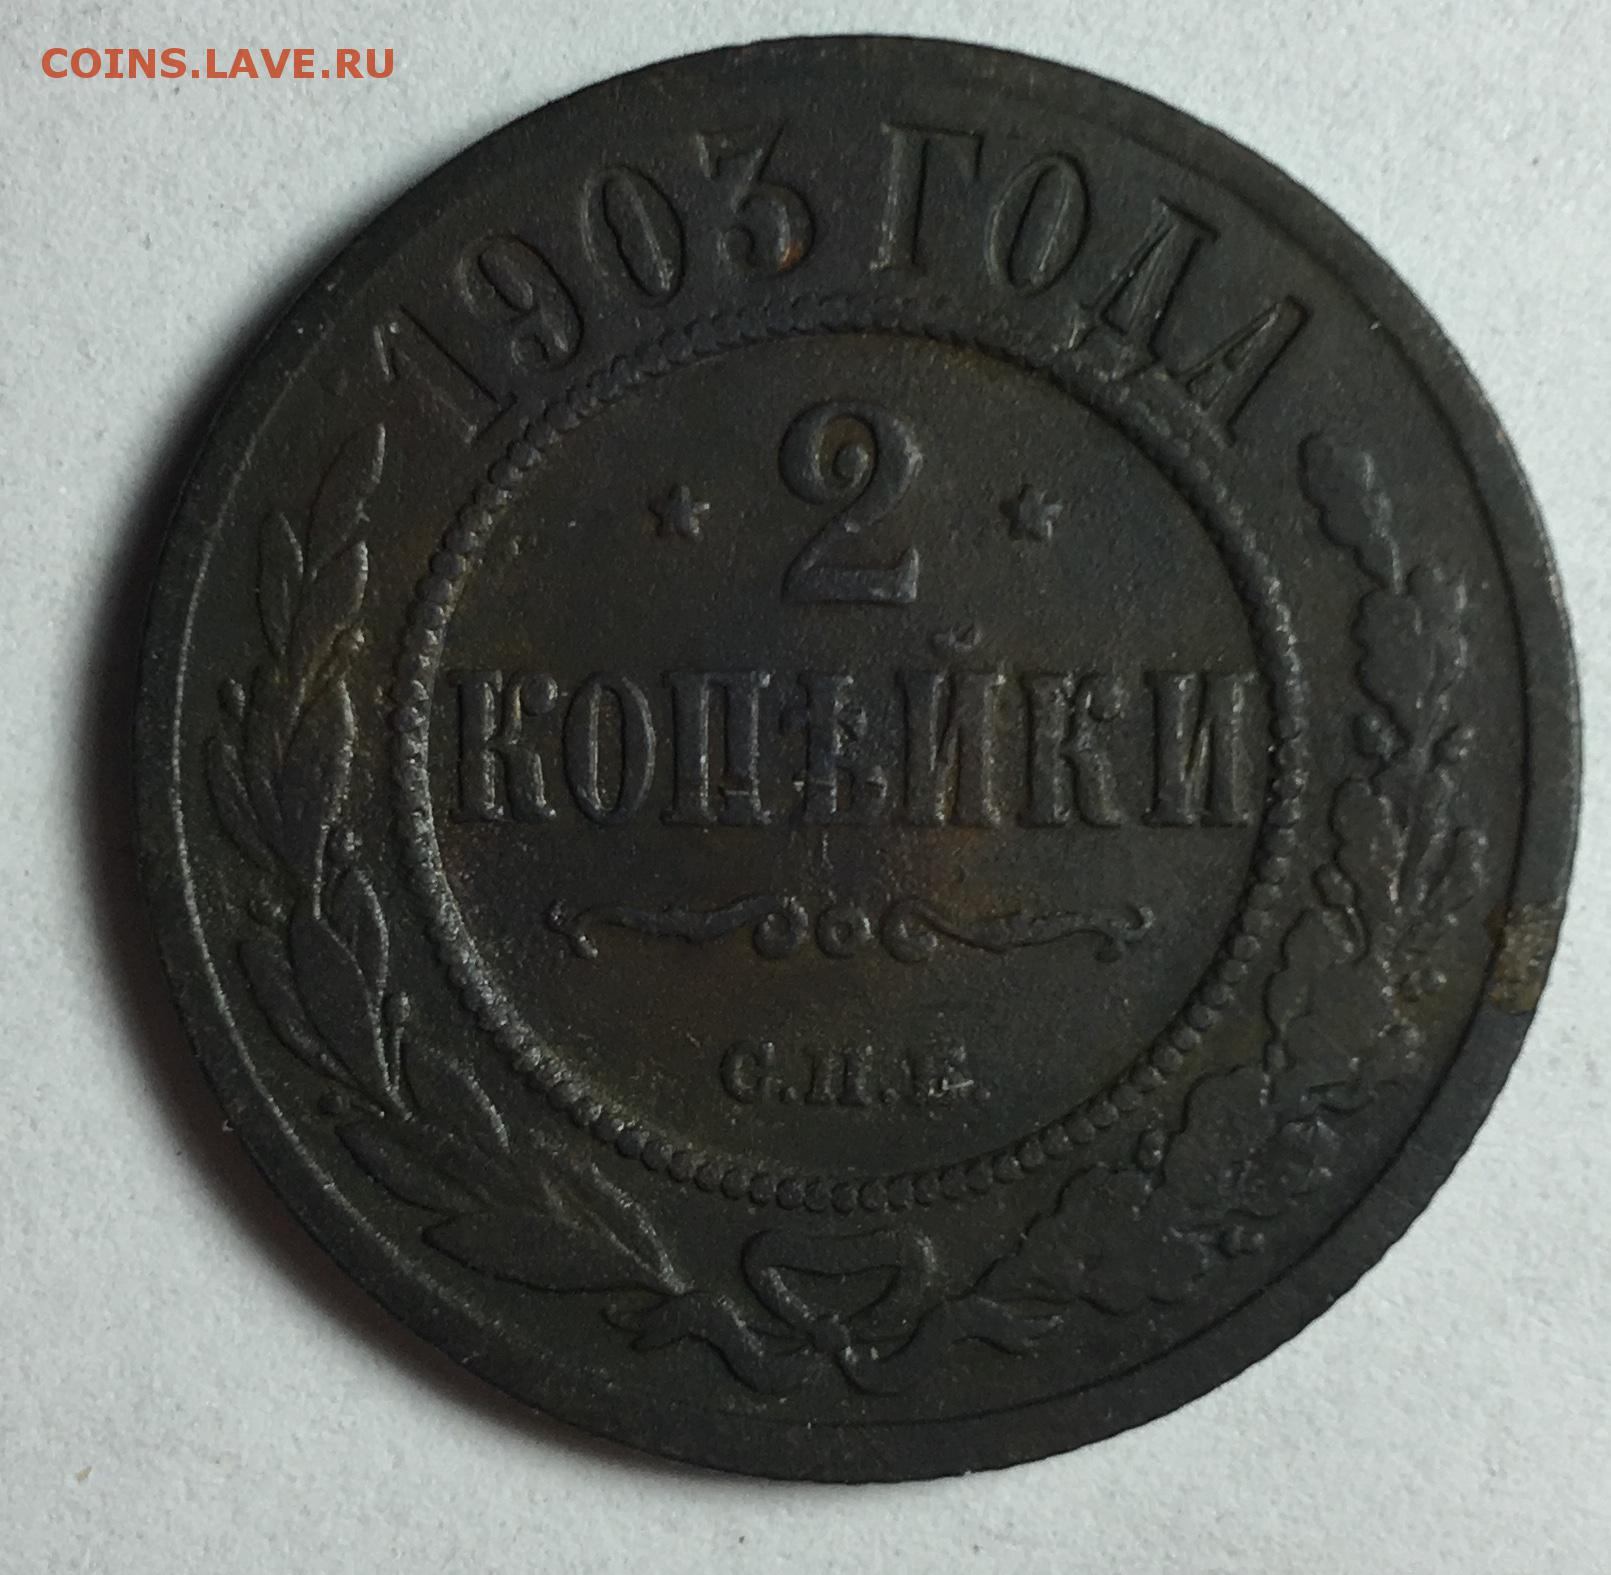 COINS.LAVE.RU
1903 ГОДА
2
КОПѢЙКИ
С.П.Б.